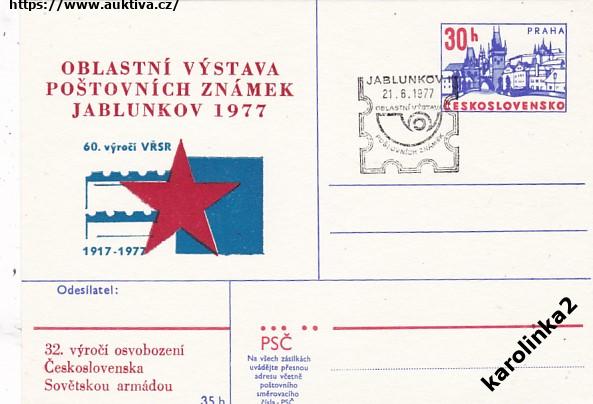 https://www.auktiva.cz/
OBLASTNÍ VÝSTAVA
POŠTOVNÍCH ZNÁMEK
JABLUNKOV 1977
60. výročí VŘSR
1917-1977
30h
PRAHA
ČESKOSLOVENSKO
JABLUNKOV 1
21.6.1977
OBLASTNÍ VÝSTAVA
POŠTOVNÍCH ZNÁMEK
Odesílatel:
32. výročí osvobození
Československa
Sovětskou armádou
35 h
PSČ
Na všech zásilkách
uvádějte přesnou
adresu včetně
poštovního
směrovacího
čísla - PSČ
karolinka2